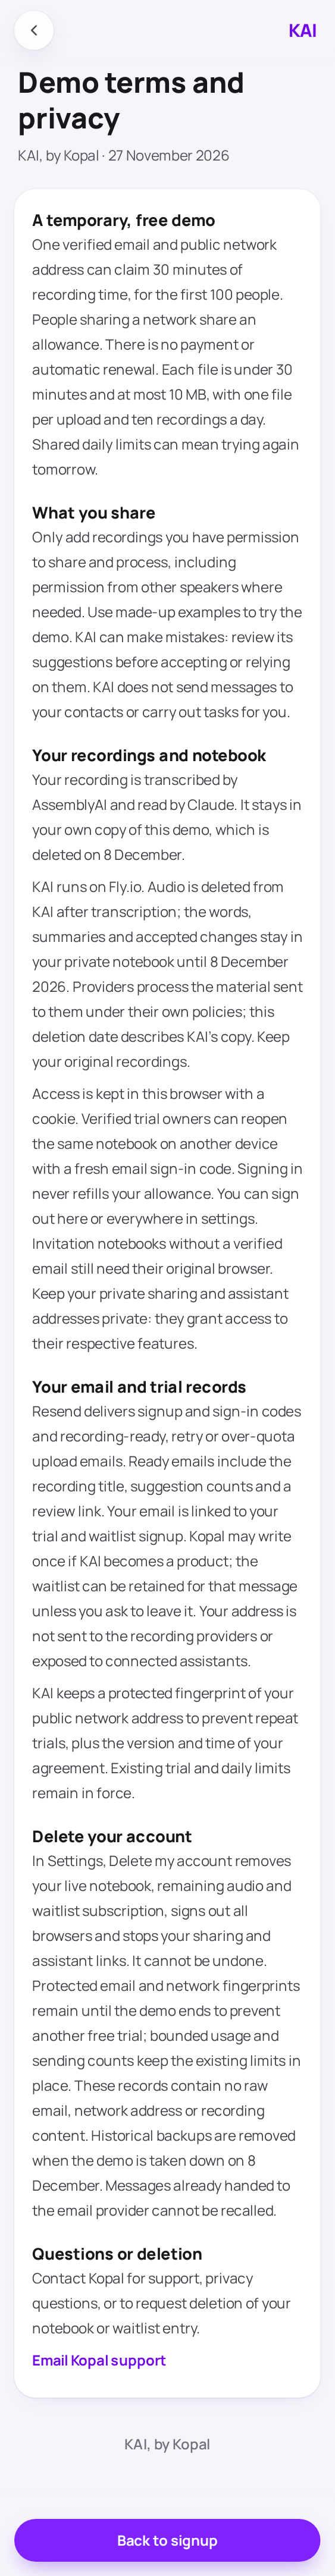 KAI
Demo terms and
privacy
KAI, by Kopal · 27 November 2026
A temporary, free demo
One verified email and public network
address can claim 30 minutes of
recording time, for the first 100 people.
People sharing a network share an
allowance. There is no payment or
automatic renewal. Each file is under 30
minutes and at most 10 MB, with one file
per upload and ten recordings a day.
Shared daily limits can mean trying again
tomorrow.
What you share
Only add recordings you have permission
to share and process, including
permission from other speakers where
needed. Use made-up examples to try the
demo. KAI can make mistakes: review its
suggestions before accepting or relying
on them. KAI does not send messages to
your contacts or carry out tasks for you.
Your recordings and notebook
Your recording is transcribed by
AssemblyAI and read by Claude. It stays in
your own copy of this demo, which is
deleted on 8 December.
KAI runs on Fly.io. Audio is deleted from
KAI after transcription; the words,
summaries and accepted changes stay in
your private notebook until 8 December
2026. Providers process the material sent
to them under their own policies; this
deletion date describes KAI's copy. Keep
your original recordings.
Access is kept in this browser with a
cookie. Verified trial owners can reopen
the same notebook on another device
with a fresh email sign-in code. Signing in
never refills your allowance. You can sign
out here or everywhere in settings.
Invitation notebooks without a verified
email still need their original browser.
Keep your private sharing and assistant
addresses private: they grant access to
their respective features.
Your email and trial records
Resend delivers signup and sign-in codes
and recording-ready, retry or over-quota
upload emails. Ready emails include the
recording title, suggestion counts and a
review link. Your email is linked to your
trial and waitlist signup. Kopal may write
once if KAI becomes a product; the
waitlist can be retained for that message
unless you ask to leave it. Your address is
not sent to the recording providers or
exposed to connected assistants.
KAI keeps a protected fingerprint of your
public network address to prevent repeat
trials, plus the version and time of your
agreement. Existing trial and daily limits
remain in force.
Delete your account
In Settings, Delete my account removes
your live notebook, remaining audio and
waitlist subscription, signs out all
browsers and stops your sharing and
assistant links. It cannot be undone.
Protected email and network fingerprints
remain until the demo ends to prevent
another free trial; bounded usage and
sending counts keep the existing limits in
place. These records contain no raw
email, network address or recording
content. Historical backups are removed
when the demo is taken down on 8
December. Messages already handed to
the email provider cannot be recalled.
Questions or deletion
Contact Kopal for support, privacy
questions, or to request deletion of your
notebook or waitlist entry.
Email Kopal support
KAI, by Kopal
Back to signup